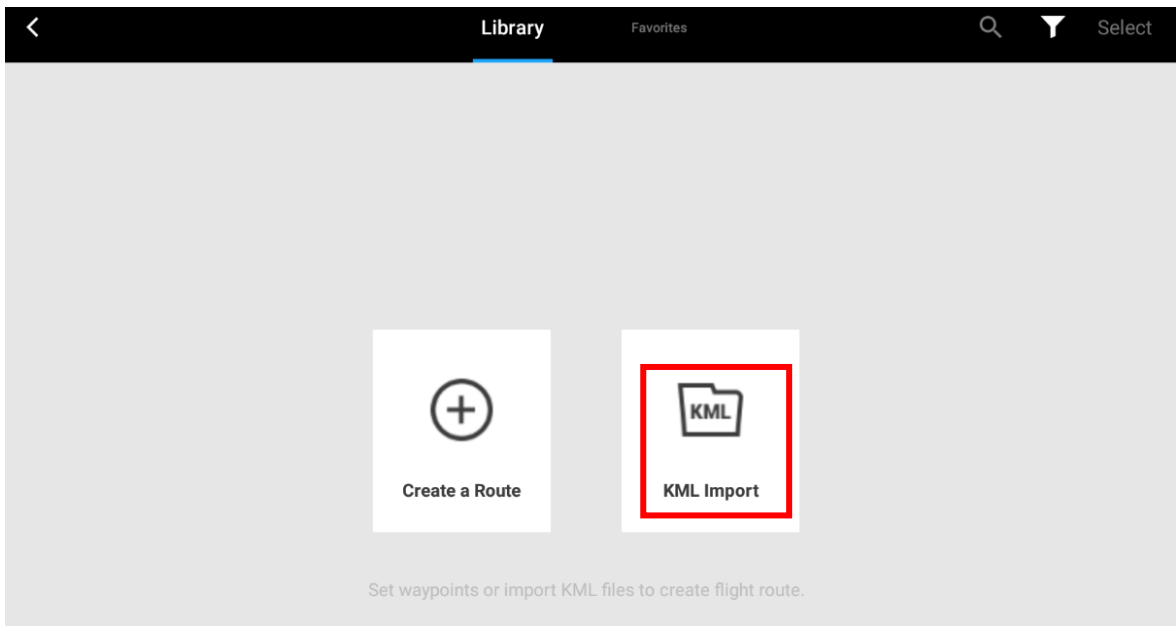 Library
Favorites
Select
KML
Create a Route
KML Import
Set waypoints or import KML files to create flight route.